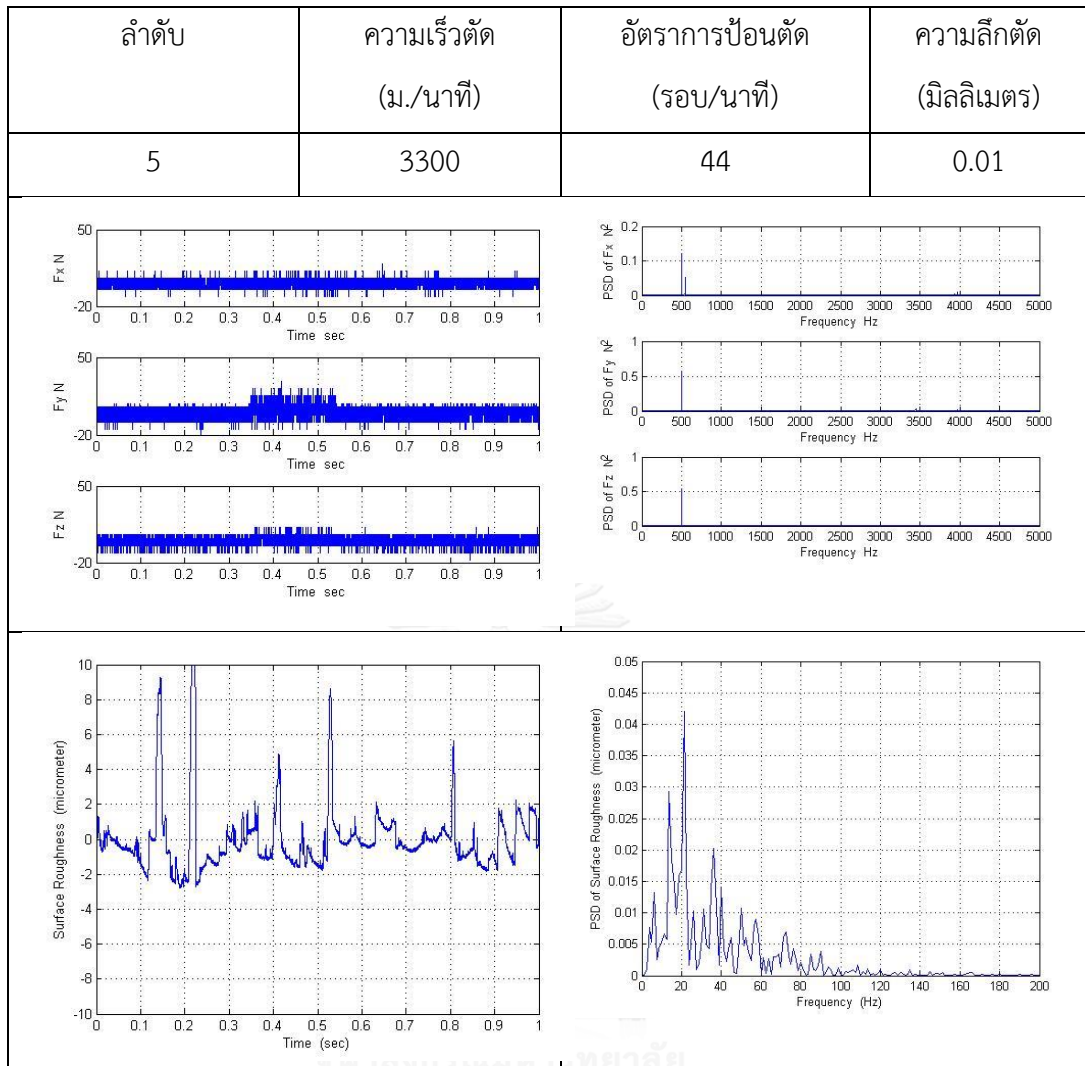 ลำดับ ความเร็วตัด อัตราการป้อนตัด ความลึกตัด
(ม./นาที) (รอบ/นาที) (มิลลิเมตร)
5 3300 44 0.01
50
Fx N
-20
0 0.1 0.2 0.3 0.4 0.5 0.6 0.7 0.8 0.9 1
Time sec
50
Fy N
-20
0 0.1 0.2 0.3 0.4 0.5 0.6 0.7 0.8 0.9 1
Time sec
50
Fz N
-20
0 0.1 0.2 0.3 0.4 0.5 0.6 0.7 0.8 0.9 1
Time sec
0.2
0.1
0
PSD of Fx N²
0 500 1000 1500 2000 2500 3000 3500 4000 4500 5000
Frequency Hz
1
0.5
0
PSD of Fy N²
0 500 1000 1500 2000 2500 3000 3500 4000 4500 5000
Frequency Hz
1
0.5
0
PSD of Fz N²
0 500 1000 1500 2000 2500 3000 3500 4000 4500 5000
Frequency Hz
10
8
6
4
2
0
-2
-4
-6
-8
-10
Surface Roughness (micrometer)
0 0.1 0.2 0.3 0.4 0.5 0.6 0.7 0.8 0.9 1
Time (sec)
0.05
0.045
0.04
0.035
0.03
0.025
0.02
0.015
0.01
0.005
0
PSD of Surface Roughness (micrometer)
0 20 40 60 80 100 120 140 160 180 200
Frequency (Hz)